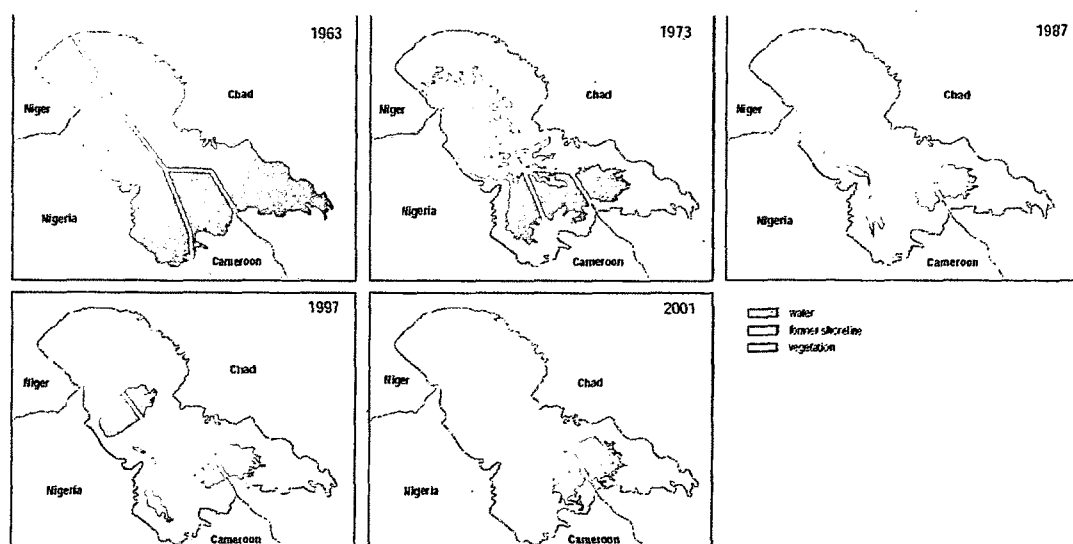 1963
Chad
Niger
Nigeria
Cameroon
1973
Chad
Niger
Nigeria
Cameroon
1987
Chad
Niger
Nigeria
Cameroon
1997
Chad
Niger
Nigeria
Cameroon
2001
Chad
Niger
Nigeria
Cameroon
water
former shoreline
vegetation